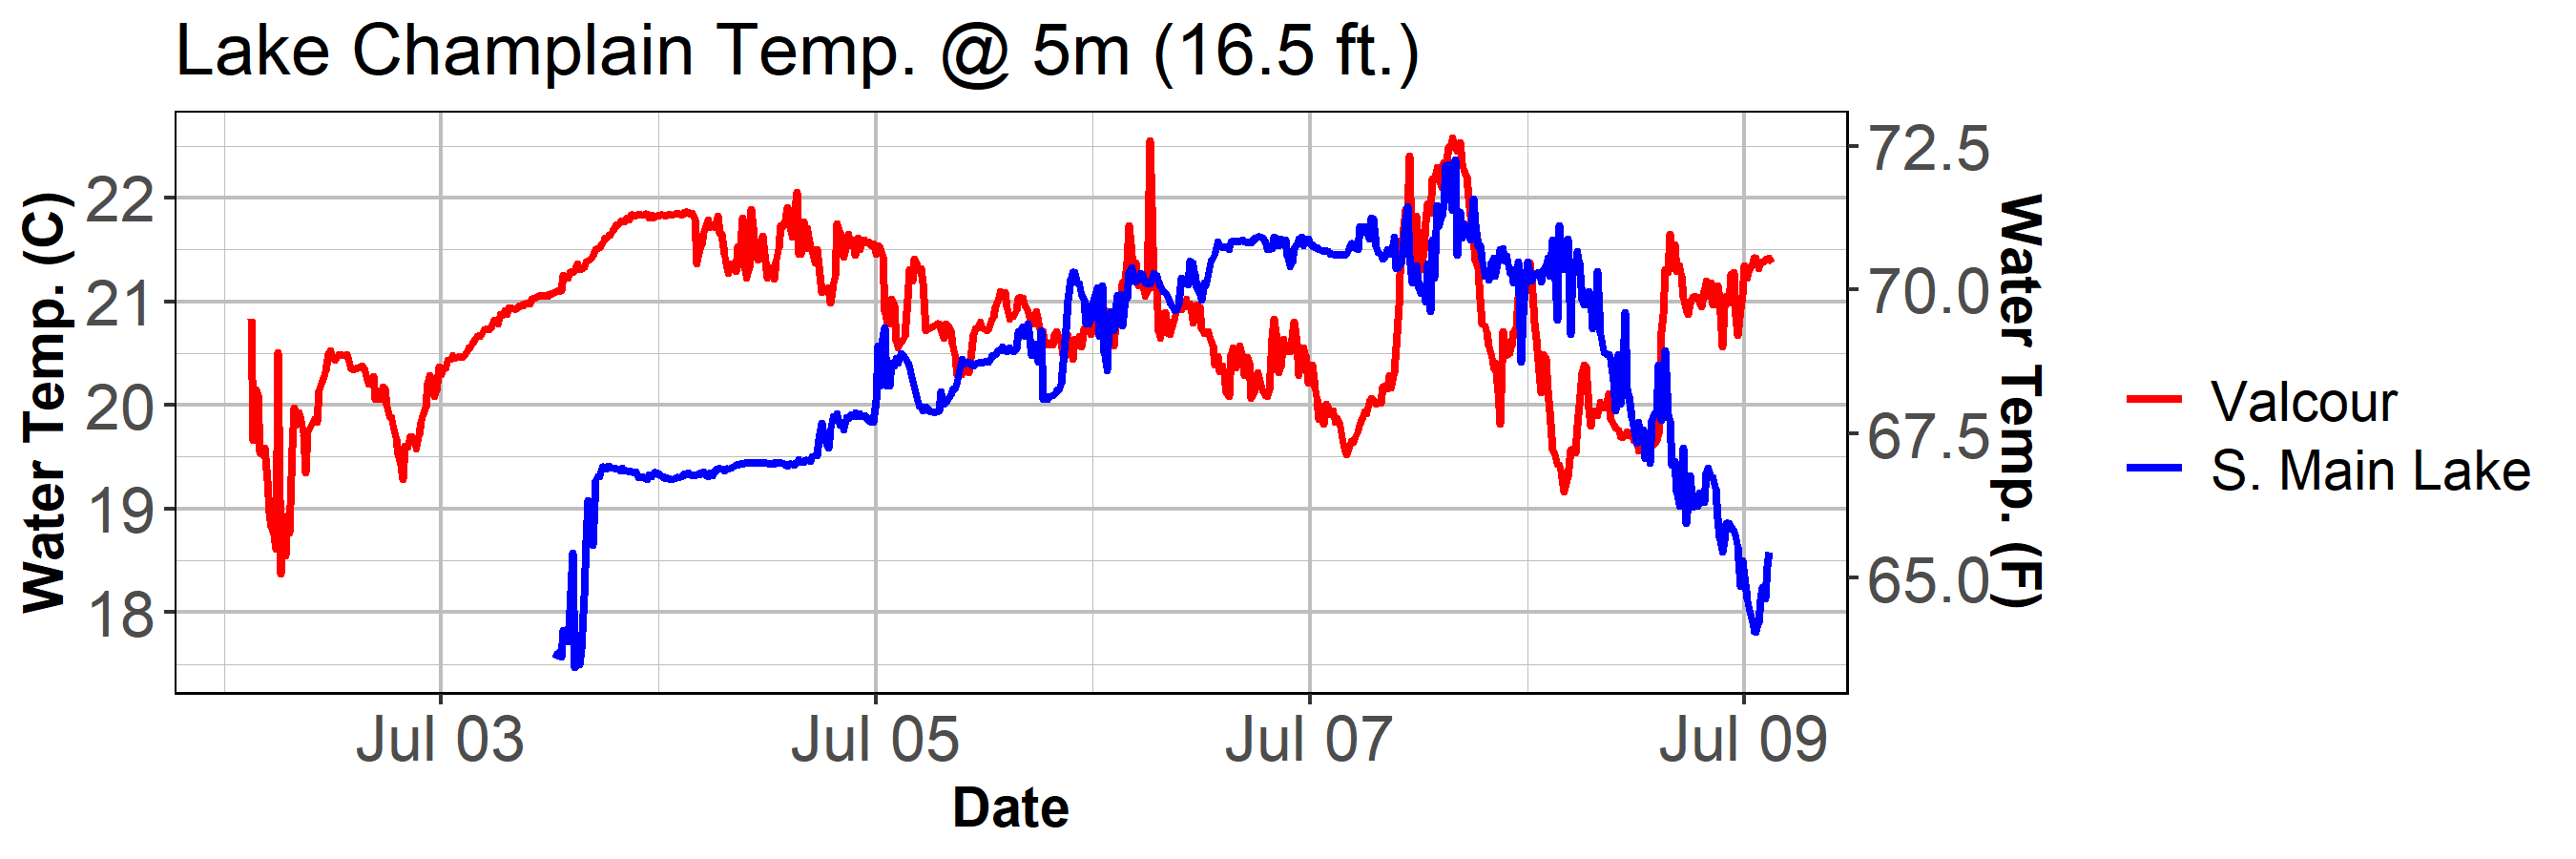 Lake Champlain Temp. @ 5m (16.5 ft.)
Water Temp. (C)
22
21
20
19
18
72.5
70.0
67.5
65.0
Water Temp. (F)
Jul 03
Jul 05
Jul 07
Jul 09
Date
Valcour
S. Main Lake